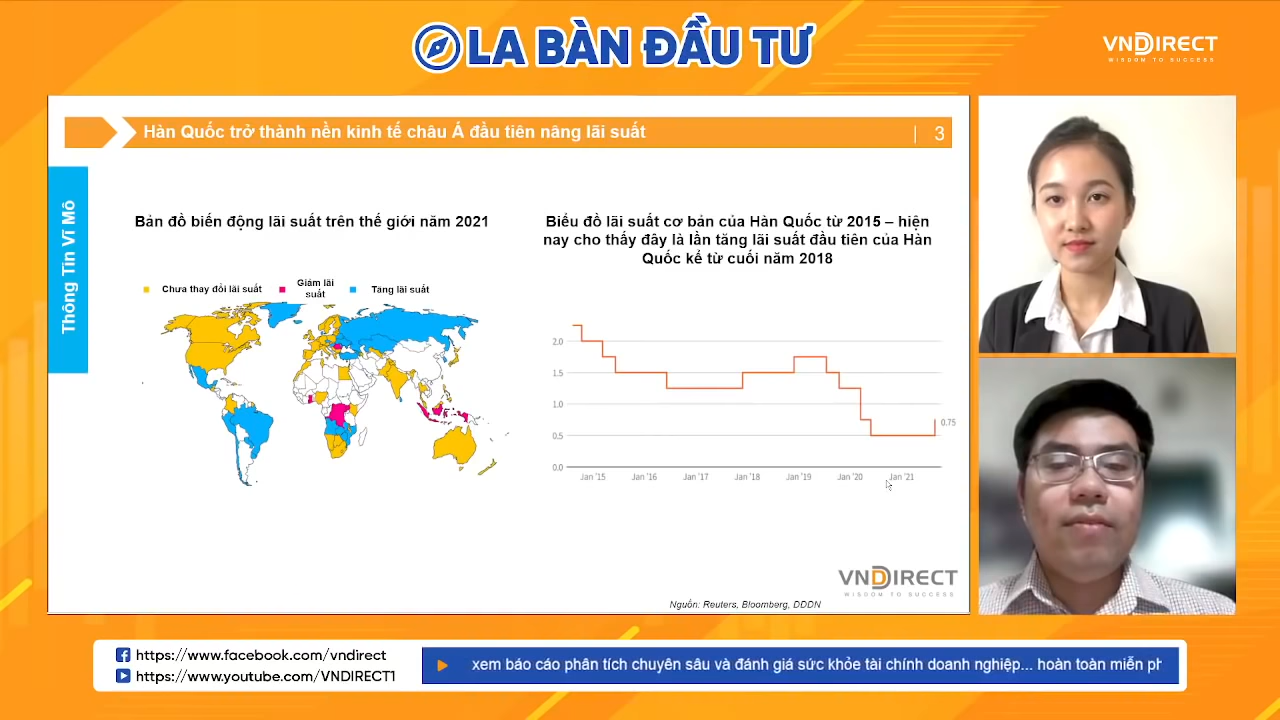 LA BÀN ĐẦU TƯ
VNDIRECT
WISDOM TO SUCCESS
Hàn Quốc trở thành nền kinh tế châu Á đầu tiên nâng lãi suất
| 3
Thông Tin Vĩ Mô
Bản đồ biến động lãi suất trên thế giới năm 2021
Chưa thay đổi lãi suất
Giảm lãi
suất
Tăng lãi suất
Biểu đồ lãi suất cơ bản của Hàn Quốc từ 2015 – hiện
nay cho thấy đây là lần tăng lãi suất đầu tiên của Hàn
Quốc kể từ cuối năm 2018
2.0
1.5
1.0
0.5
0.0
0.75
Jan '15 Jan '16 Jan '17 Jan '18 Jan '19 Jan '20 Jan '21
VNDIRECT
WISDOM TO SUCCESS
Nguồn: Reuters, Bloomberg, DDDN
https://www.facebook.com/vndirect
https://www.youtube.com/VNDIRECT1
xem báo cáo phân tích chuyên sâu và đánh giá sức khỏe tài chính doanh nghiệp... hoàn toàn miễn ph